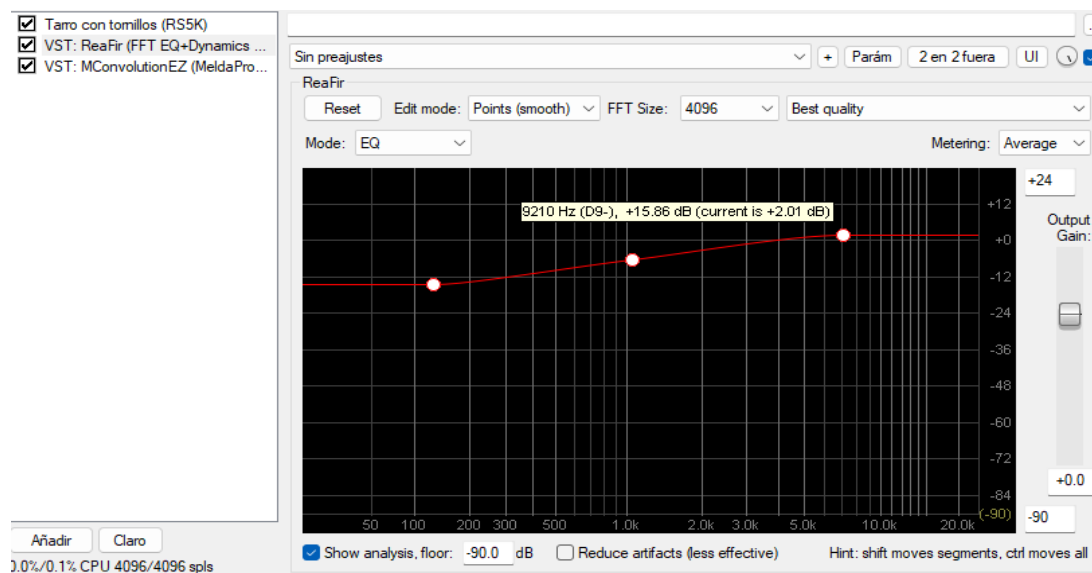 Tarro con tornillos (RS5K)
VST: ReaFir (FFT EQ+Dynamics ...
VST: MConvolutionEZ (MeldaPro...
Sin preajustes
+
Parám
2 en 2 fuera
UI
ReaFir
Reset
Edit mode: Points (smooth)
FFT Size: 4096
Best quality
Mode: EQ
Metering: Average
9210 Hz (D9-), +15.86 dB (current is +2.01 dB)
+12
+0
-12
-24
-36
-48
-60
-72
-84
(-90)
50 100 200 300 500 1.0k 2.0k 3.0k 5.0k 10.0k 20.0k
+24
Output
Gain:
+0.0
-90
Show analysis, floor: -90.0 dB
Reduce artifacts (less effective)
Hint: shift moves segments, ctrl moves all
Añadir
Claro
0.0%/0.1% CPU 4096/4096 spls